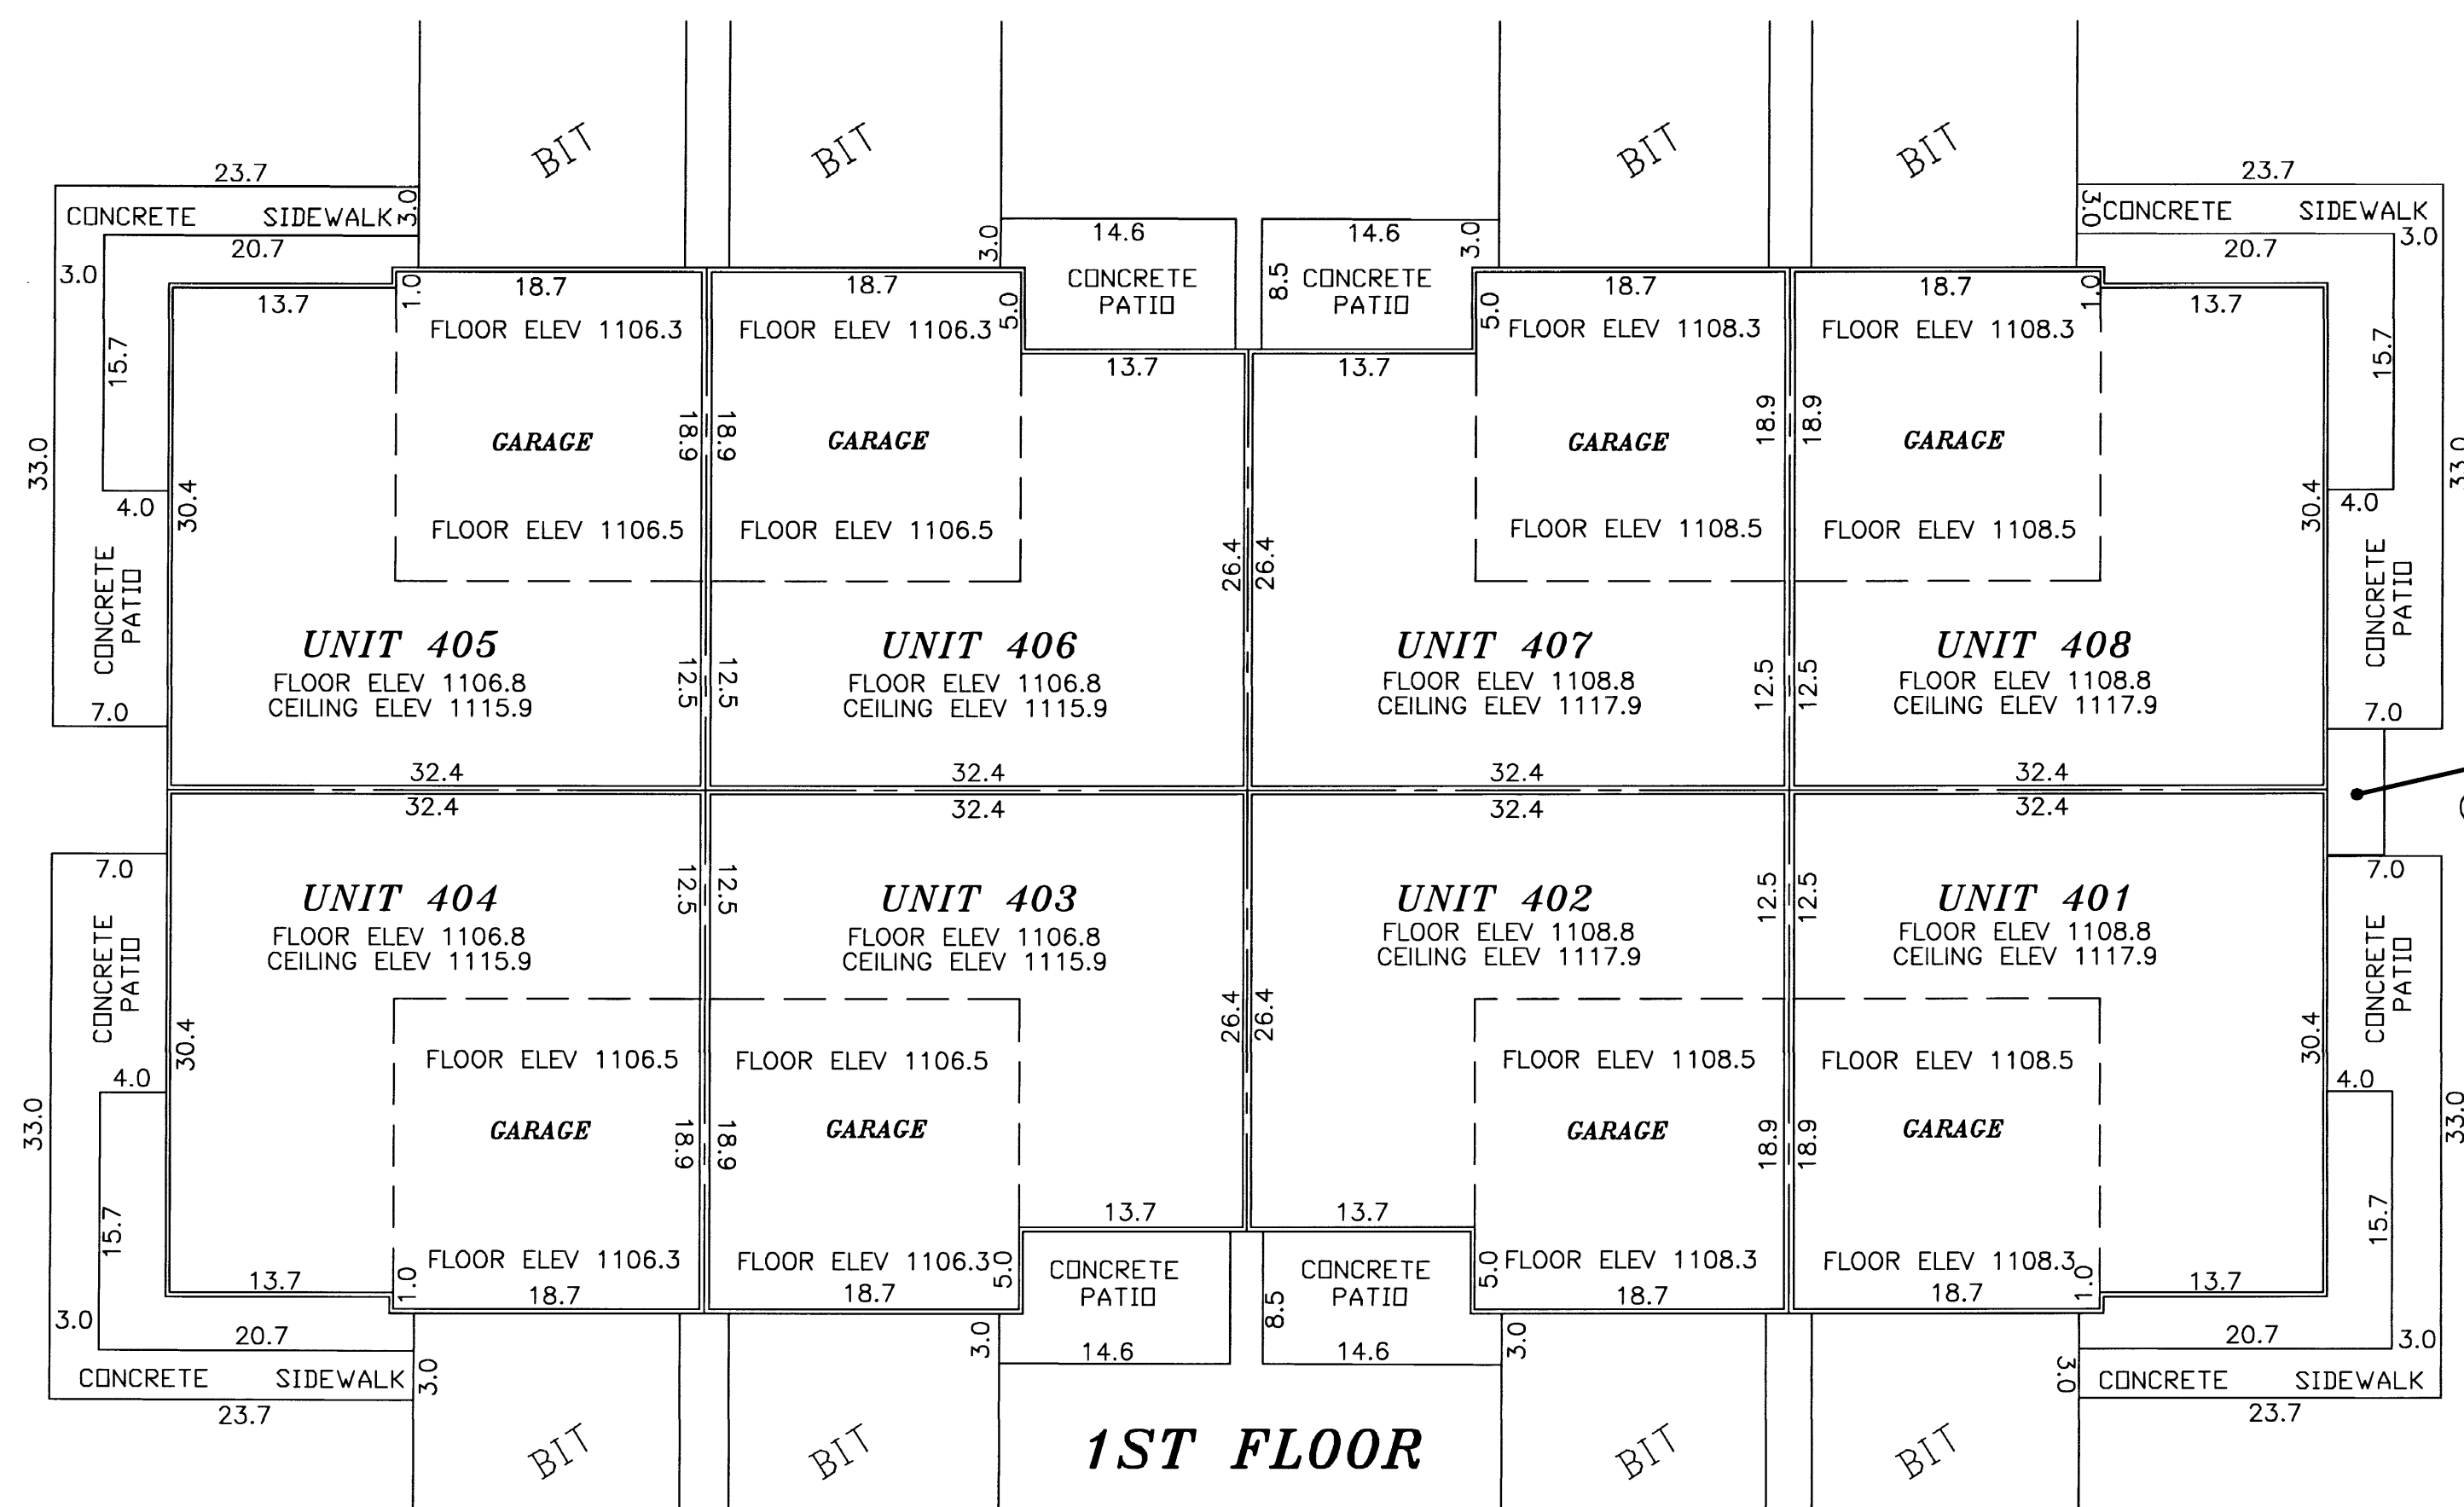 BIT BIT BIT BIT
23.7 23.7
CONCRETE SIDEWALK 3.0 3.0 CONCRETE SIDEWALK
20.7 3.0 14.6 14.6 3.0 20.7 3.0
3.0 CONCRETE PATIO 8.5 CONCRETE PATIO
13.7 1.0 18.7 18.7 5.0 5.0 18.7 18.7 1.0 13.7
FLOOR ELEV 1106.3 FLOOR ELEV 1106.3 FLOOR ELEV 1108.3 FLOOR ELEV 1108.3
15.7 13.7 13.7 15.7
GARAGE 18.9 18.9 GARAGE GARAGE 18.9 18.9 GARAGE
33.0 33.0
4.0 30.4 30.4 4.0
FLOOR ELEV 1106.5 FLOOR ELEV 1106.5 FLOOR ELEV 1108.5 FLOOR ELEV 1108.5
26.4 26.4
CONCRETE PATIO CONCRETE PATIO
UNIT 405 UNIT 406 UNIT 407 UNIT 408
FLOOR ELEV 1106.8 12.5 12.5 FLOOR ELEV 1106.8 FLOOR ELEV 1108.8 12.5 12.5 FLOOR ELEV 1108.8
CEILING ELEV 1115.9 CEILING ELEV 1115.9 CEILING ELEV 1117.9 CEILING ELEV 1117.9
7.0 7.0
32.4 32.4 32.4 32.4
32.4 32.4 32.4 32.4
7.0 7.0
UNIT 404 12.5 12.5 UNIT 403 UNIT 402 12.5 12.5 UNIT 401
FLOOR ELEV 1106.8 FLOOR ELEV 1106.8 FLOOR ELEV 1108.8 FLOOR ELEV 1108.8
CEILING ELEV 1115.9 CEILING ELEV 1115.9 CEILING ELEV 1117.9 CEILING ELEV 1117.9
CONCRETE PATIO CONCRETE PATIO
30.4 26.4 26.4 30.4
FLOOR ELEV 1106.5 FLOOR ELEV 1106.5 FLOOR ELEV 1108.5 FLOOR ELEV 1108.5
4.0 4.0
33.0 GARAGE 18.9 18.9 GARAGE GARAGE 18.9 18.9 GARAGE 33.0
15.7 13.7 13.7 15.7
FLOOR ELEV 1106.3 FLOOR ELEV 1106.3 FLOOR ELEV 1108.3 FLOOR ELEV 1108.3
13.7 1.0 18.7 18.7 5.0 CONCRETE PATIO CONCRETE PATIO 5.0 18.7 18.7 1.0 13.7
3.0 20.7 3.0 14.6 8.5 14.6 3.0 20.7 3.0
CONCRETE SIDEWALK 3.0 3.0 CONCRETE SIDEWALK
23.7 23.7
BIT BIT 1ST FLOOR BIT BIT